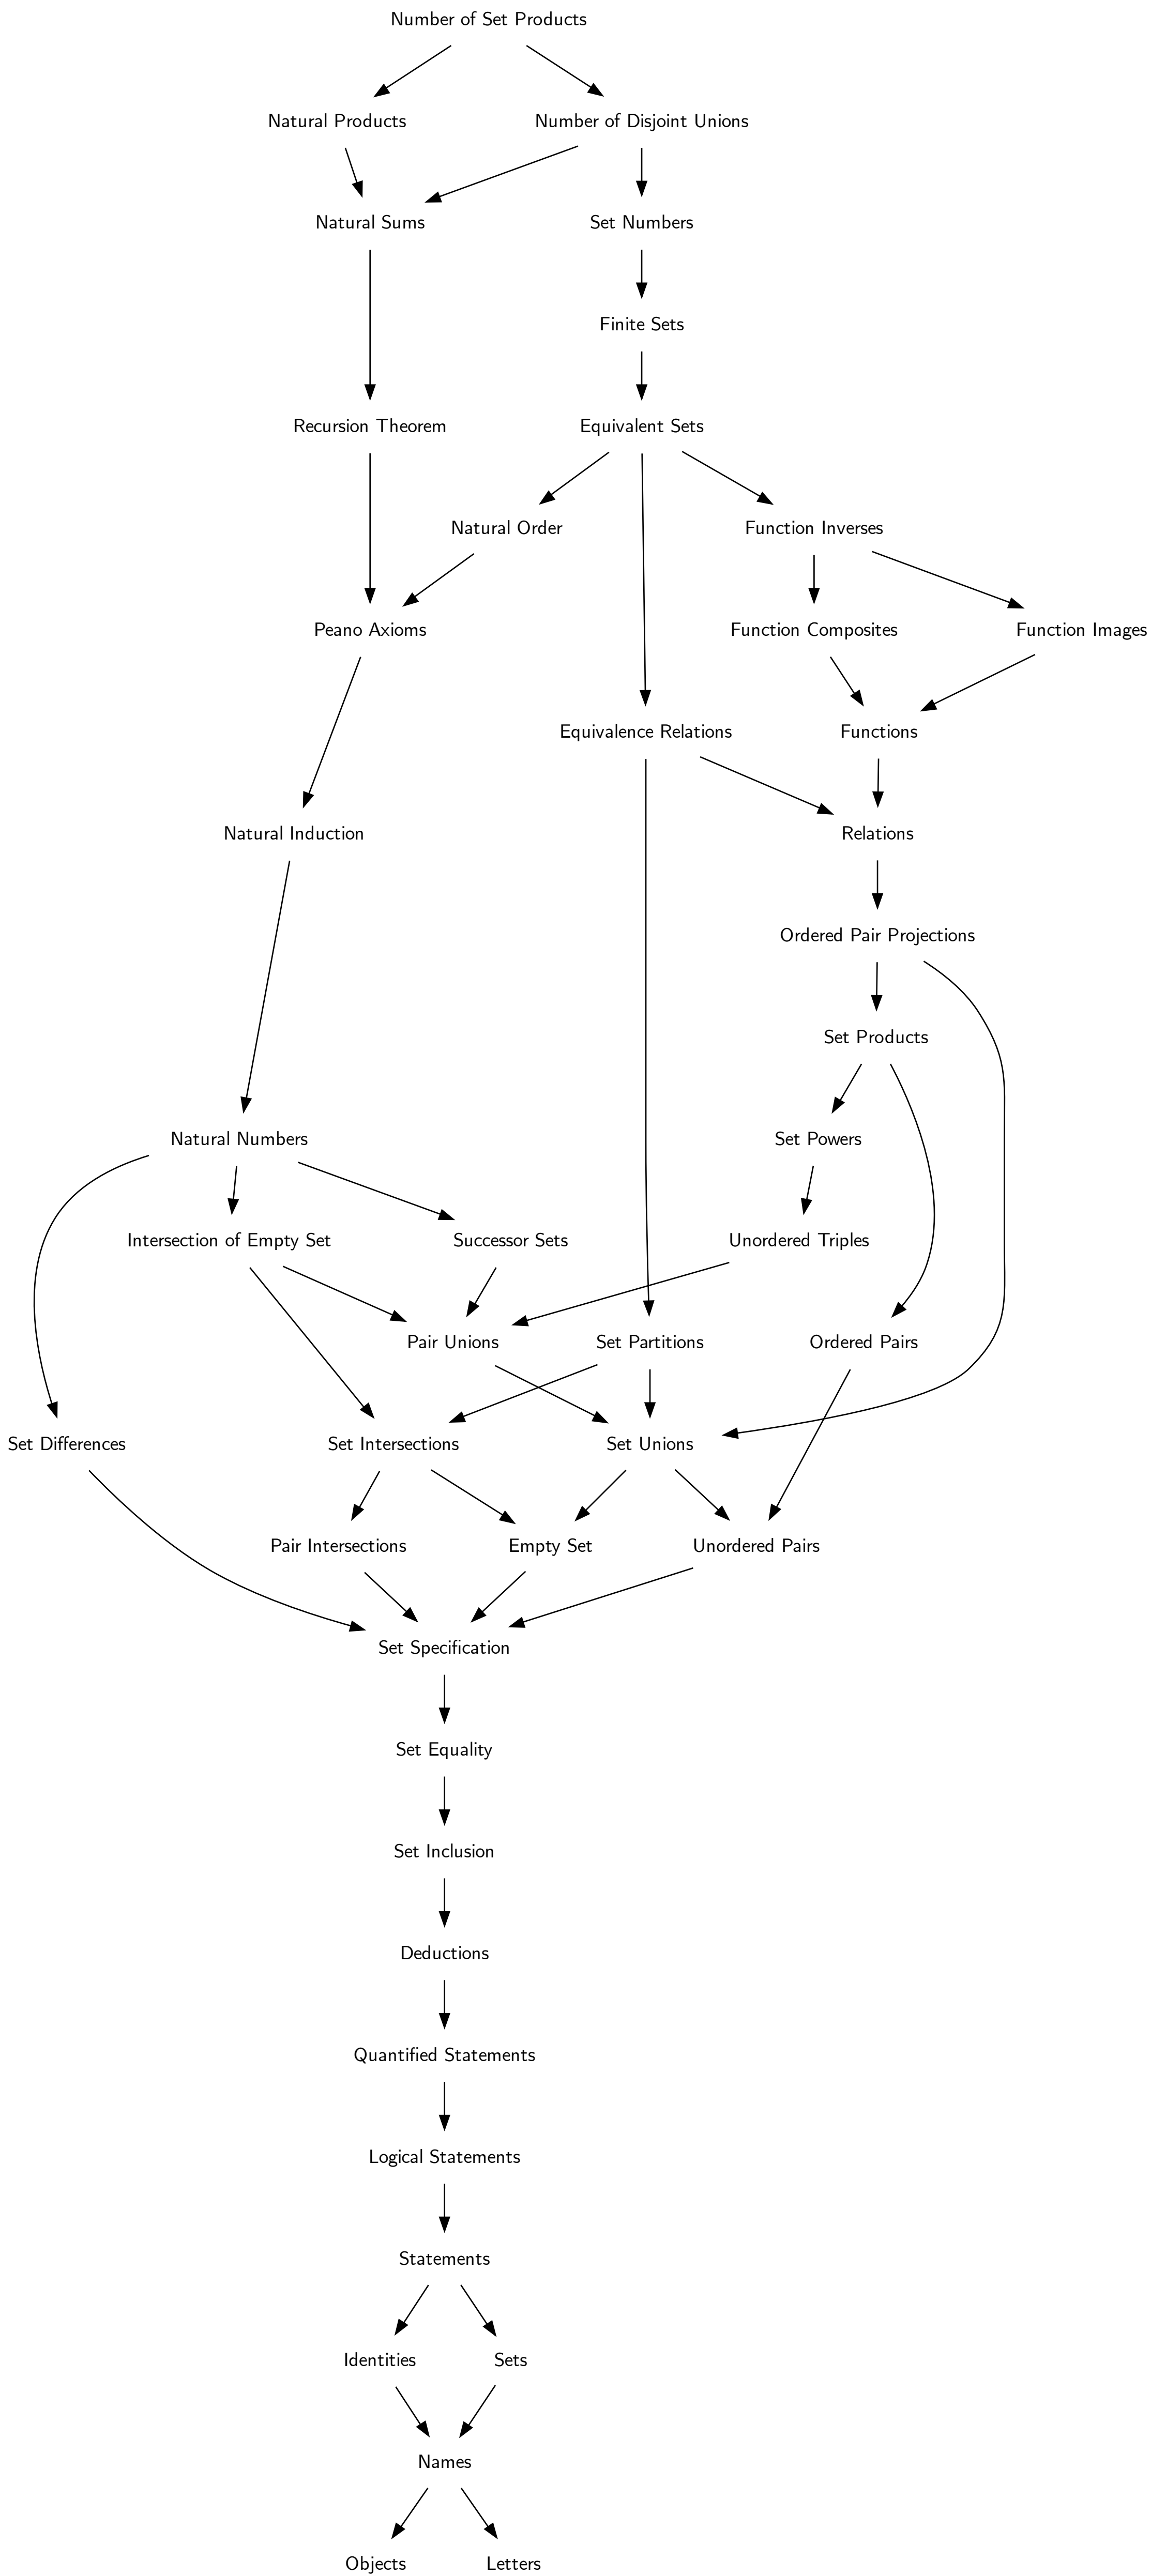 Number of Set Products
Natural Products
Number of Disjoint Unions
Natural Sums
Set Numbers
Finite Sets
Recursion Theorem
Equivalent Sets
Natural Order
Function Inverses
Peano Axioms
Function Composites
Function Images
Equivalence Relations
Functions
Natural Induction
Relations
Ordered Pair Projections
Set Products
Natural Numbers
Set Powers
Intersection of Empty Set
Successor Sets
Unordered Triples
Pair Unions
Set Partitions
Ordered Pairs
Set Differences
Set Intersections
Set Unions
Pair Intersections
Empty Set
Unordered Pairs
Set Specification
Set Equality
Set Inclusion
Deductions
Quantified Statements
Logical Statements
Statements
Identities
Sets
Names
Objects
Letters